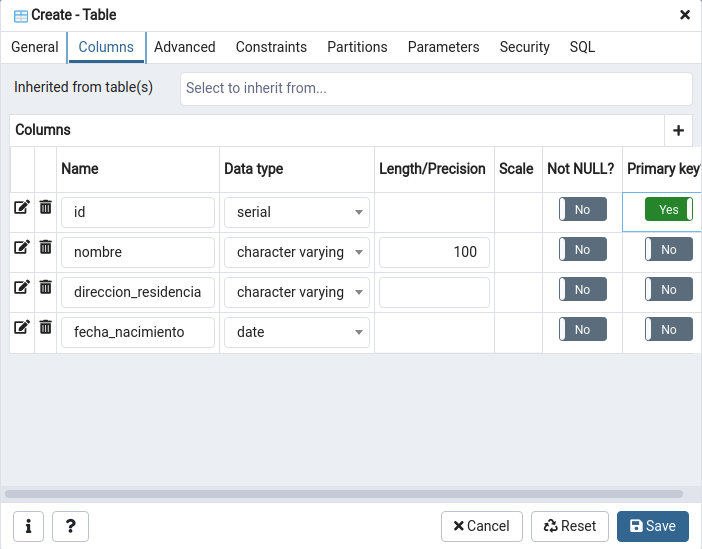 Create - Table
General Columns Advanced Constraints Partitions Parameters Security SQL
Inherited from table(s) Select to inherit from...
Columns
Name Data type Length/Precision Scale Not NULL? Primary key?
id serial No Yes
nombre character varying 100 No No
direccion_residencia character varying No No
fecha_nacimiento date No No
i ? Cancel Reset Save